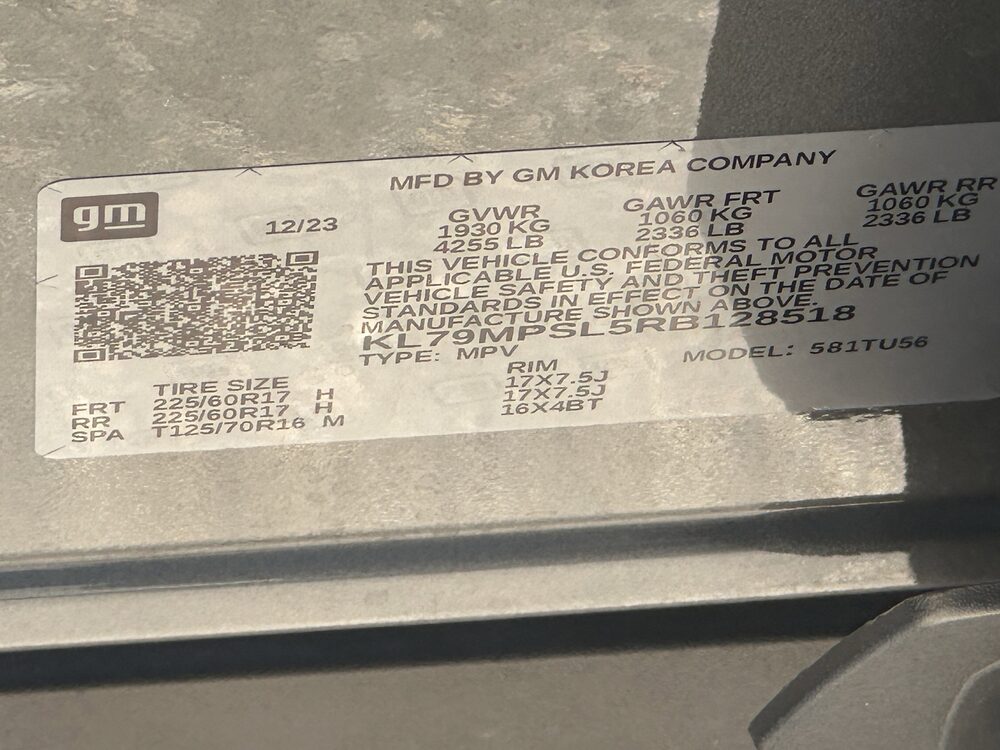 gm
MFD BY GM KOREA COMPANY
12/23
GVWR GAWR FRT GAWR RR
1930 KG 1060 KG 1060 KG
4255 LB 2336 LB 2336 LB
THIS VEHICLE CONFORMS TO ALL
APPLICABLE U.S. FEDERAL MOTOR
VEHICLE SAFETY AND THEFT PREVENTION
STANDARDS IN EFFECT ON THE DATE OF
MANUFACTURE SHOWN ABOVE.
KL79MPSL5RB128518
TYPE: MPV MODEL: 581TU56
TIRE SIZE RIM
FRT 225/60R17 H 17X7.5J
RR 225/60R17 H 17X7.5J
SPA T125/70R16 M 16X4BT